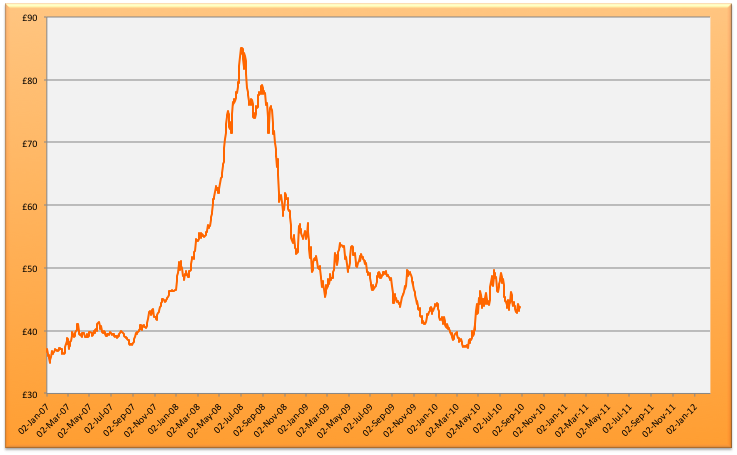 £90
£80
£70
£60
£50
£40
£30
02-Jan-07
02-Mar-07
02-May-07
02-Jul-07
02-Sep-07
02-Nov-07
02-Jan-08
02-Mar-08
02-May-08
02-Jul-08
02-Sep-08
02-Nov-08
02-Jan-09
02-Mar-09
02-May-09
02-Jul-09
02-Sep-09
02-Nov-09
02-Jan-10
02-Mar-10
02-May-10
02-Jul-10
02-Sep-10
02-Nov-10
02-Jan-11
02-Mar-11
02-May-11
02-Jul-11
02-Sep-11
02-Nov-11
02-Jan-12